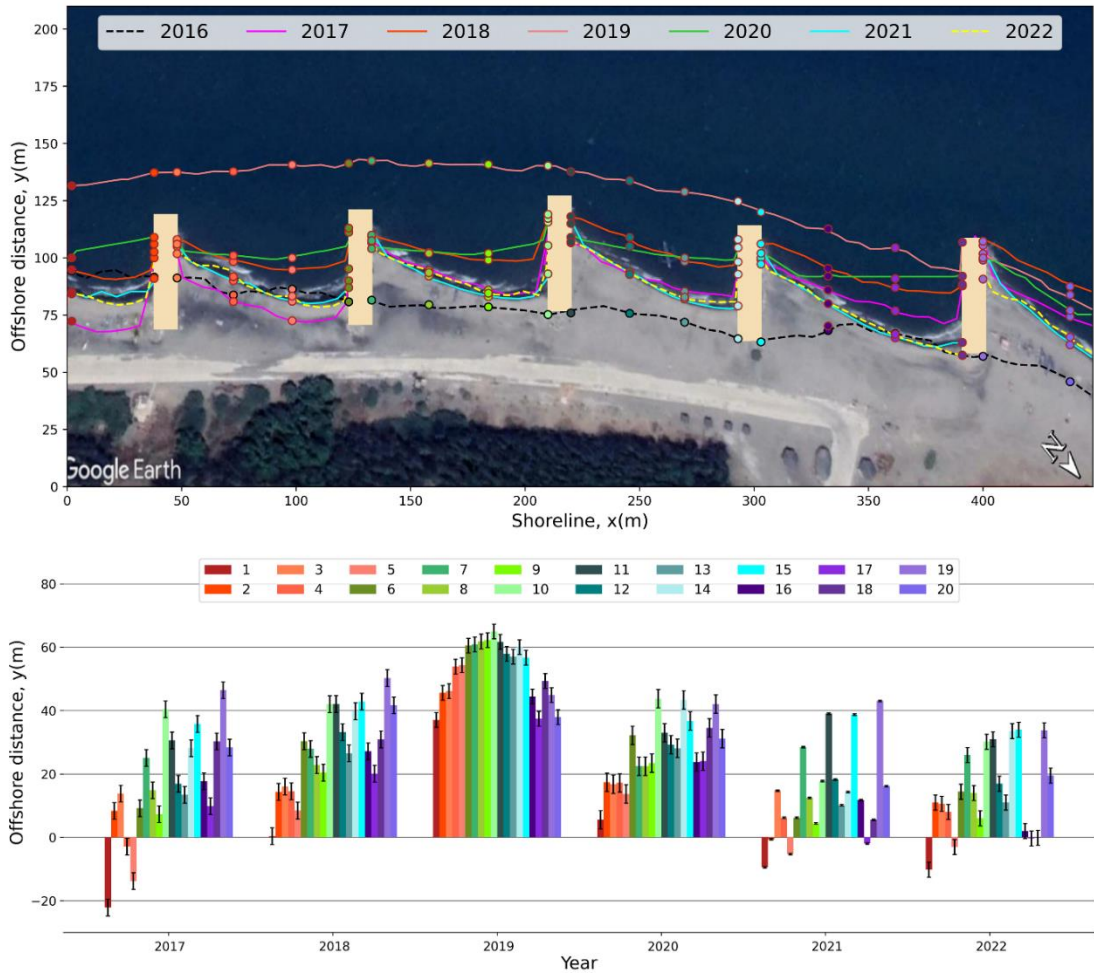 2016 2017 2018 2019 2020 2021 2022
200
175
150
125
100
75
50
25
0
Offshore distance, y(m)
Google Earth
N
0 50 100 150 200 250 300 350 400
Shoreline, x(m)
1 3 5 7 9 11 13 15 17 19
2 4 6 8 10 12 14 16 18 20
80
60
40
20
0
−20
Offshore distance, y(m)
2017 2018 2019 2020 2021 2022
Year